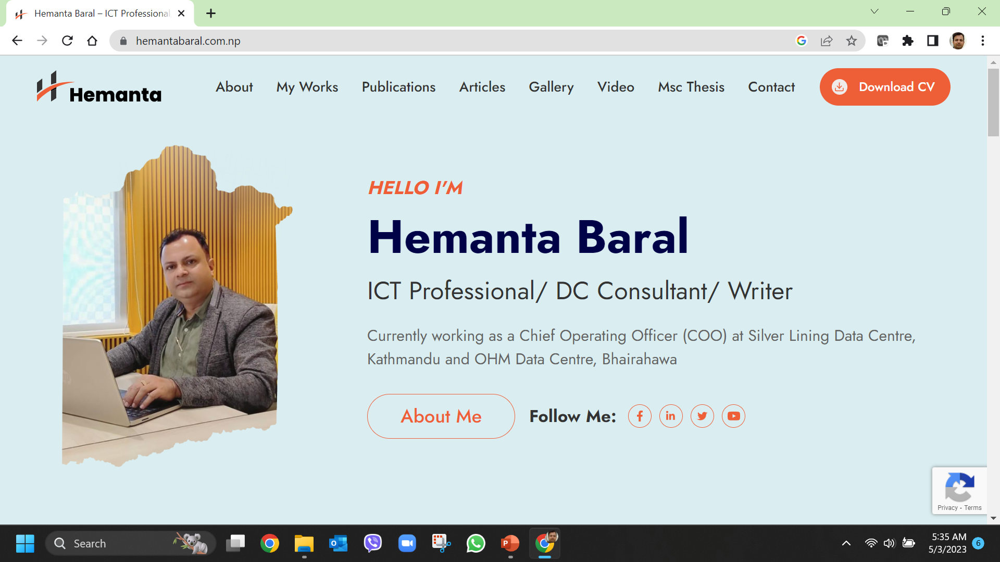 Hemanta Baral – ICT Professional
hemantabaral.com.np
Hemanta
About
My Works
Publications
Articles
Gallery
Video
Msc Thesis
Contact
Download CV
HELLO I'M
Hemanta Baral
ICT Professional/ DC Consultant/ Writer
Currently working as a Chief Operating Officer (COO) at Silver Lining Data Centre,
Kathmandu and OHM Data Centre, Bhairahawa
About Me
Follow Me:
Privacy - Terms
Search
5:35 AM
5/3/2023
6